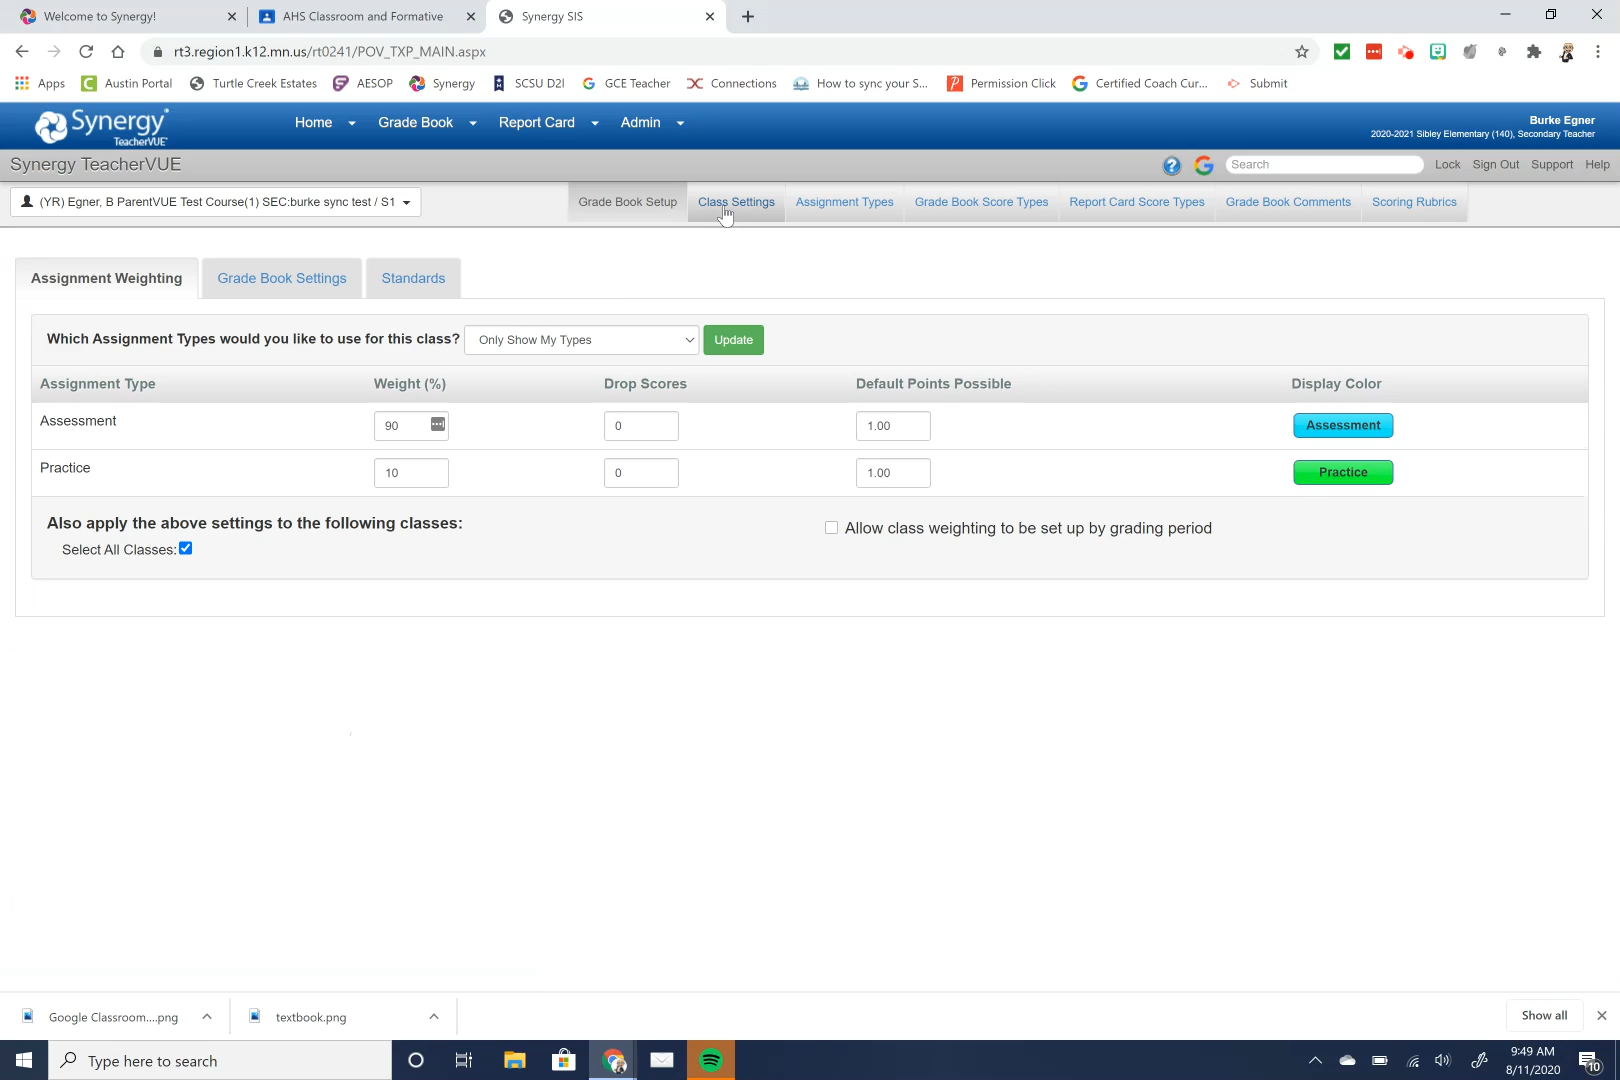 Welcome to Synergy!
AHS Classroom and Formative
Synergy SIS
rt3.region1.k12.mn.us/rt0241/POV_TXP_MAIN.aspx
Apps
Austin Portal
Turtle Creek Estates
AESOP
Synergy
SCSU D2l
GCE Teacher
Connections
How to sync your S...
Permission Click
Certified Coach Cur...
Submit
Synergy
TeacherVUE
Home
Grade Book
Report Card
Admin
Burke Egner
2020-2021 Sibley Elementary (140), Secondary Teacher
Synergy TeacherVUE
Search
Lock
Sign Out
Support
Help
(YR) Egner, B ParentVUE Test Course(1) SEC:burke sync test / S1
Grade Book Setup
Class Settings
Assignment Types
Grade Book Score Types
Report Card Score Types
Grade Book Comments
Scoring Rubrics
Assignment Weighting
Grade Book Settings
Standards
Which Assignment Types would you like to use for this class?
Only Show My Types
Update
Assignment Type
Weight (%)
Drop Scores
Default Points Possible
Display Color
Assessment
90
0
1.00
Assessment
Practice
10
0
1.00
Practice
Also apply the above settings to the following classes:
Select All Classes:
Allow class weighting to be set up by grading period
Google Classroom....png
textbook.png
Show all
Type here to search
9:49 AM
8/11/2020
10